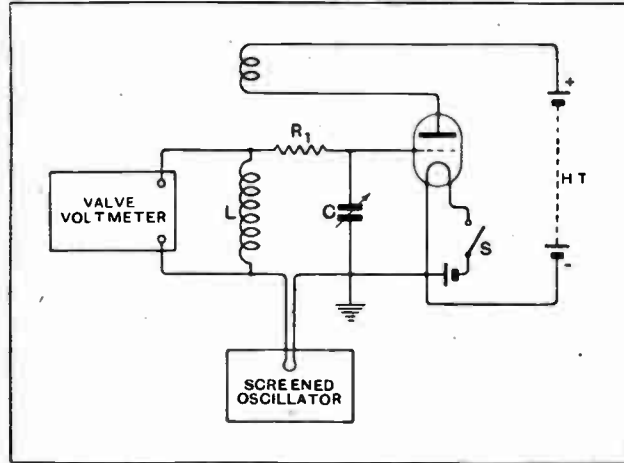 R1
+
HT
VALVE
VOLTMETER
L
C
S
-
SCREENED
OSCILLATOR